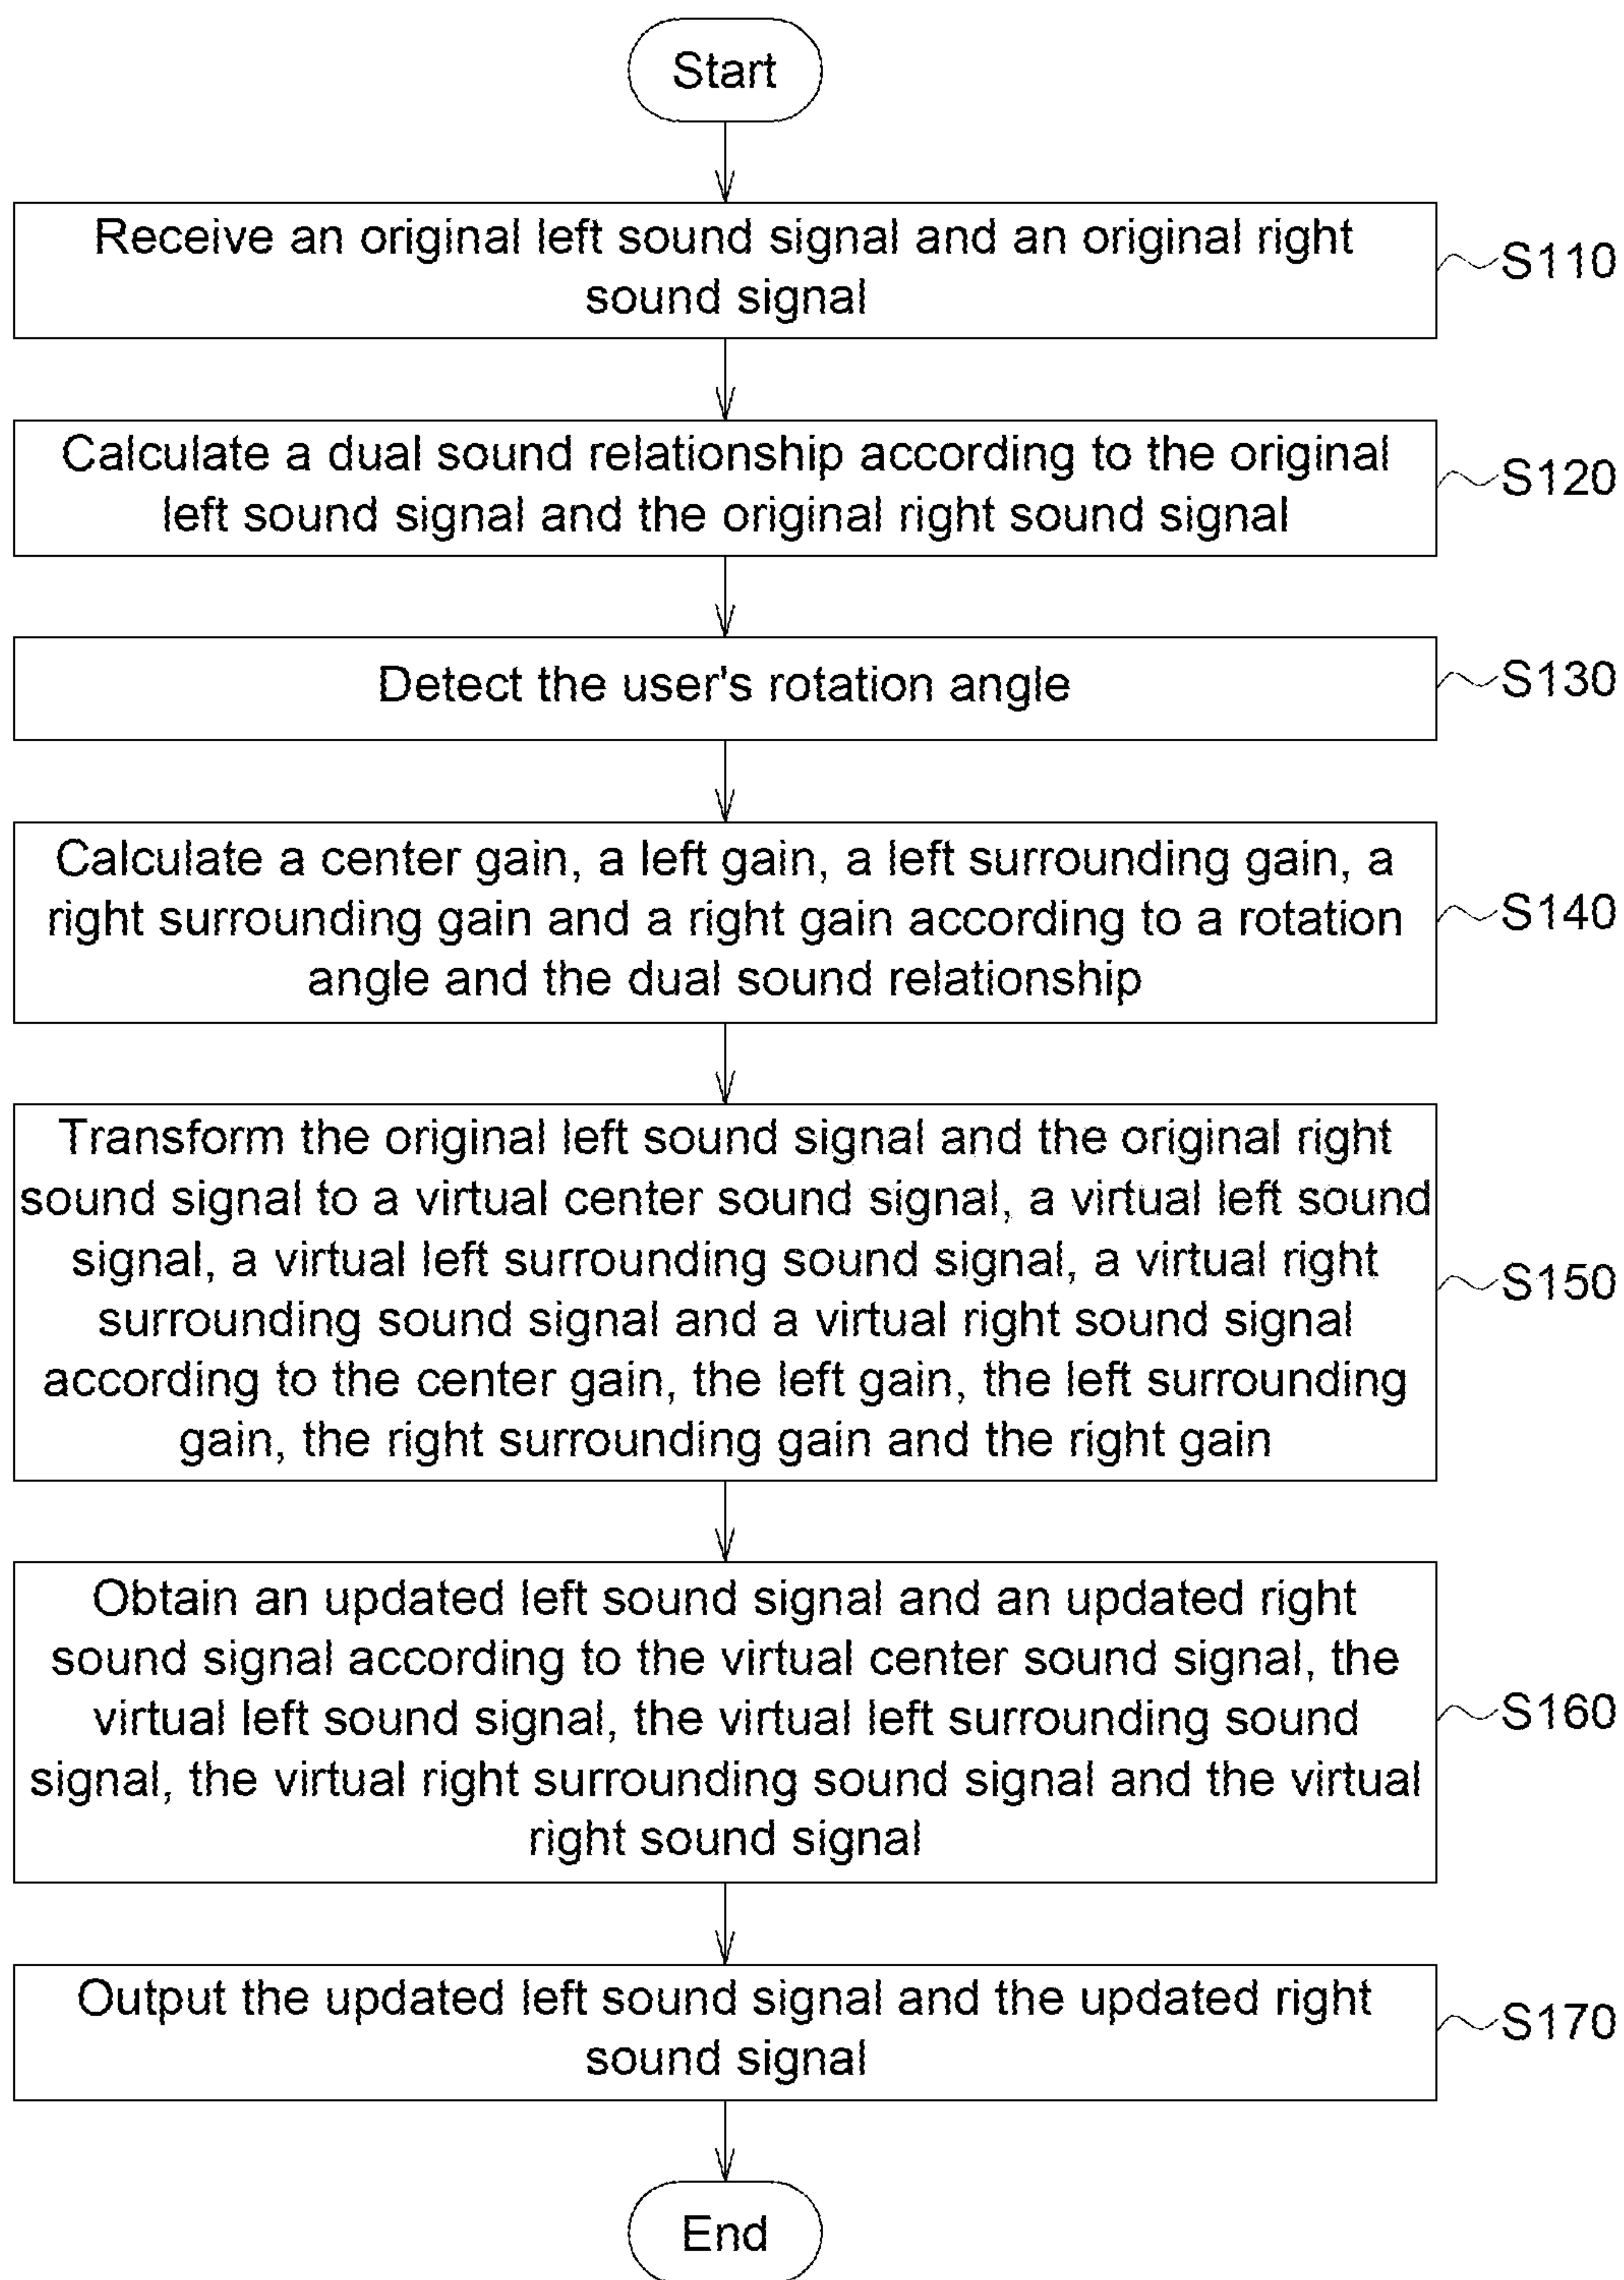 Start
Receive an original left sound signal and an original right
sound signal
S110
Calculate a dual sound relationship according to the original
left sound signal and the original right sound signal
S120
Detect the user's rotation angle
S130
Calculate a center gain, a left gain, a left surrounding gain, a
right surrounding gain and a right gain according to a rotation
angle and the dual sound relationship
S140
Transform the original left sound signal and the original right
sound signal to a virtual center sound signal, a virtual left sound
signal, a virtual left surrounding sound signal, a virtual right
surrounding sound signal and a virtual right sound signal
according to the center gain, the left gain, the left surrounding
gain, the right surrounding gain and the right gain
S150
Obtain an updated left sound signal and an updated right
sound signal according to the virtual center sound signal, the
virtual left sound signal, the virtual left surrounding sound
signal, the virtual right surrounding sound signal and the virtual
right sound signal
S160
Output the updated left sound signal and the updated right
sound signal
S170
End